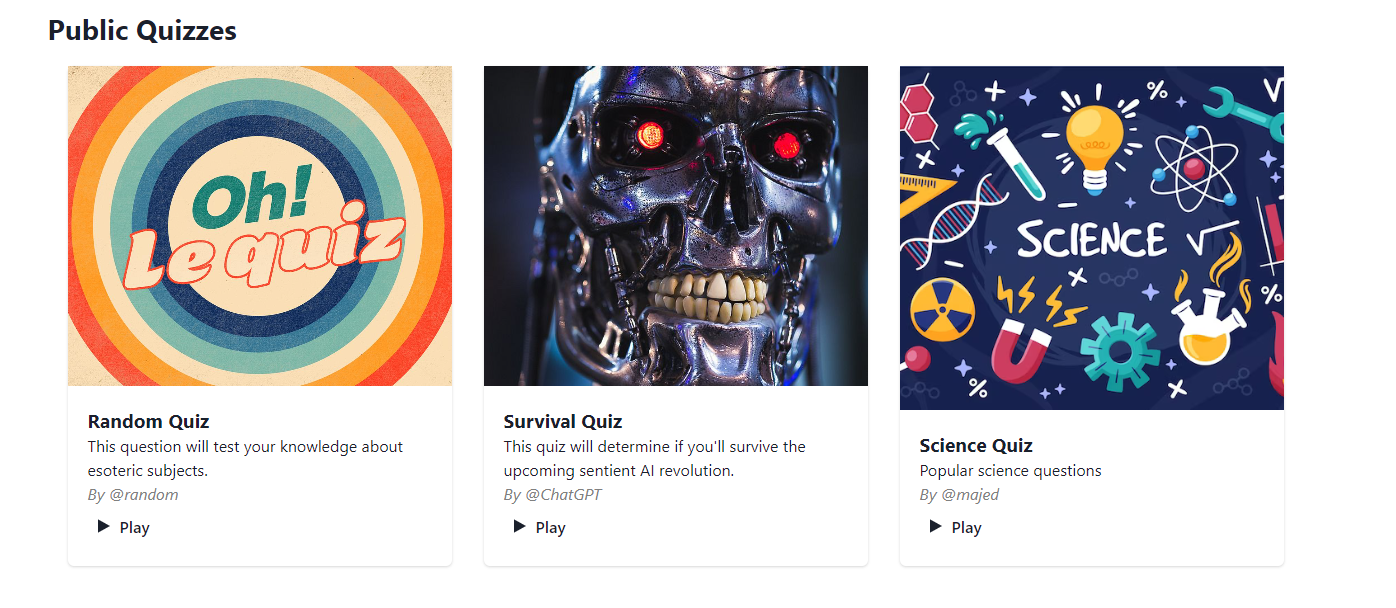 Public Quizzes
Oh!
Le quiz
Random Quiz
This question will test your knowledge about
esoteric subjects.
By @random
Play
Survival Quiz
This quiz will determine if you'll survive the
upcoming sentient AI revolution.
By @ChatGPT
Play
SCIENCE
%
%
%
Science Quiz
Popular science questions
By @majed
Play